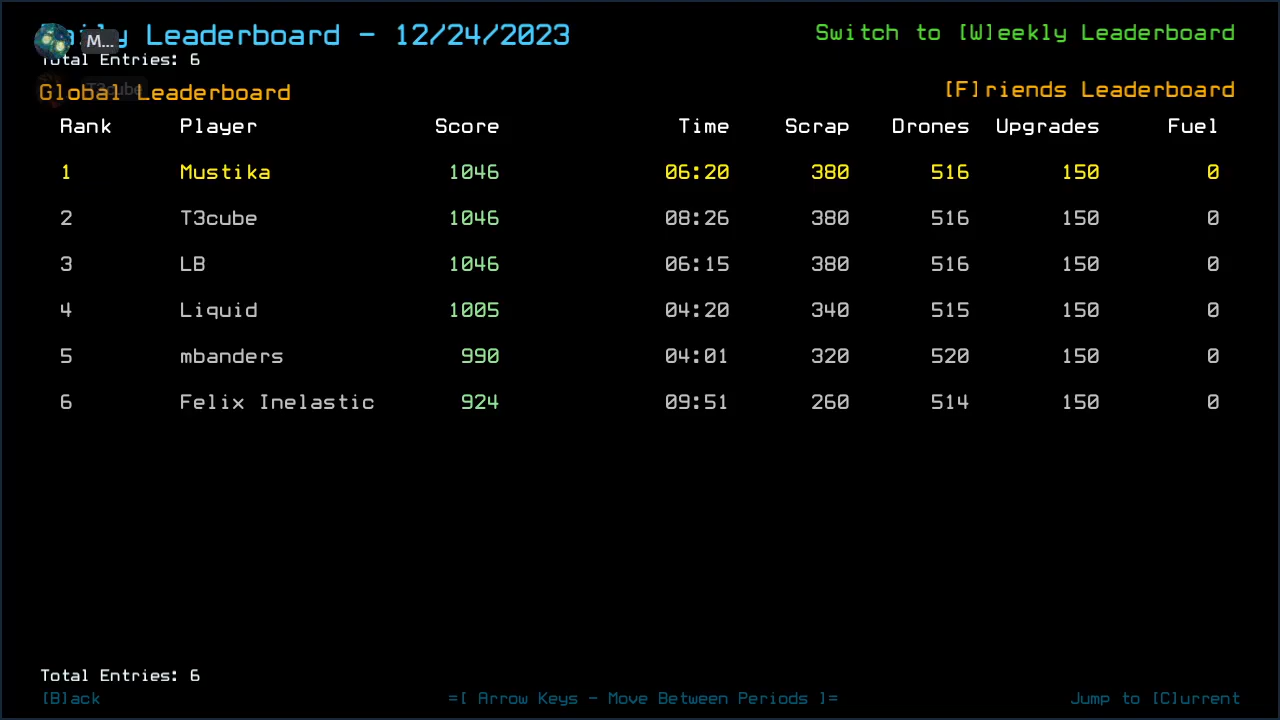 Daily Leaderboard - 12/24/2023
Switch to [W]eekly Leaderboard
M...
Total Entries: 6
T3cube
Global Leaderboard
[F]riends Leaderboard
Rank Player Score Time Scrap Drones Upgrades Fuel
1 Mustika 1046 06:20 380 516 150 0
2 T3cube 1046 08:26 380 516 150 0
3 LB 1046 06:15 380 516 150 0
4 Liquid 1005 04:20 340 515 150 0
5 mbanders 990 04:01 320 520 150 0
6 Felix Inelastic 924 09:51 260 514 150 0
Total Entries: 6
[B]ack
=[ Arrow Keys - Move Between Periods ]=
Jump to [C]urrent